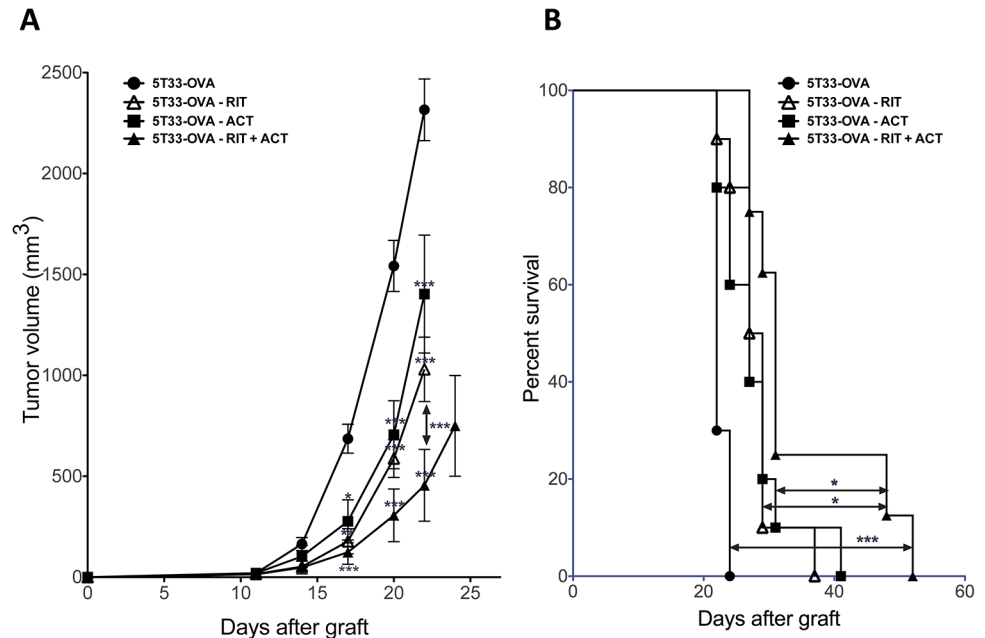 A
B
2500
2000
1500
1000
500
0
Tumor volume (mm3)
5T33-OVA
5T33-OVA - RIT
5T33-OVA - ACT
5T33-OVA - RIT + ACT
***
***
***
***
***
***
***
*
**
***
0
5
10
15
20
25
Days after graft
100
80
60
40
20
0
Percent survival
5T33-OVA
5T33-OVA - RIT
5T33-OVA - ACT
5T33-OVA - RIT + ACT
*
*
***
0
20
40
60
Days after graft